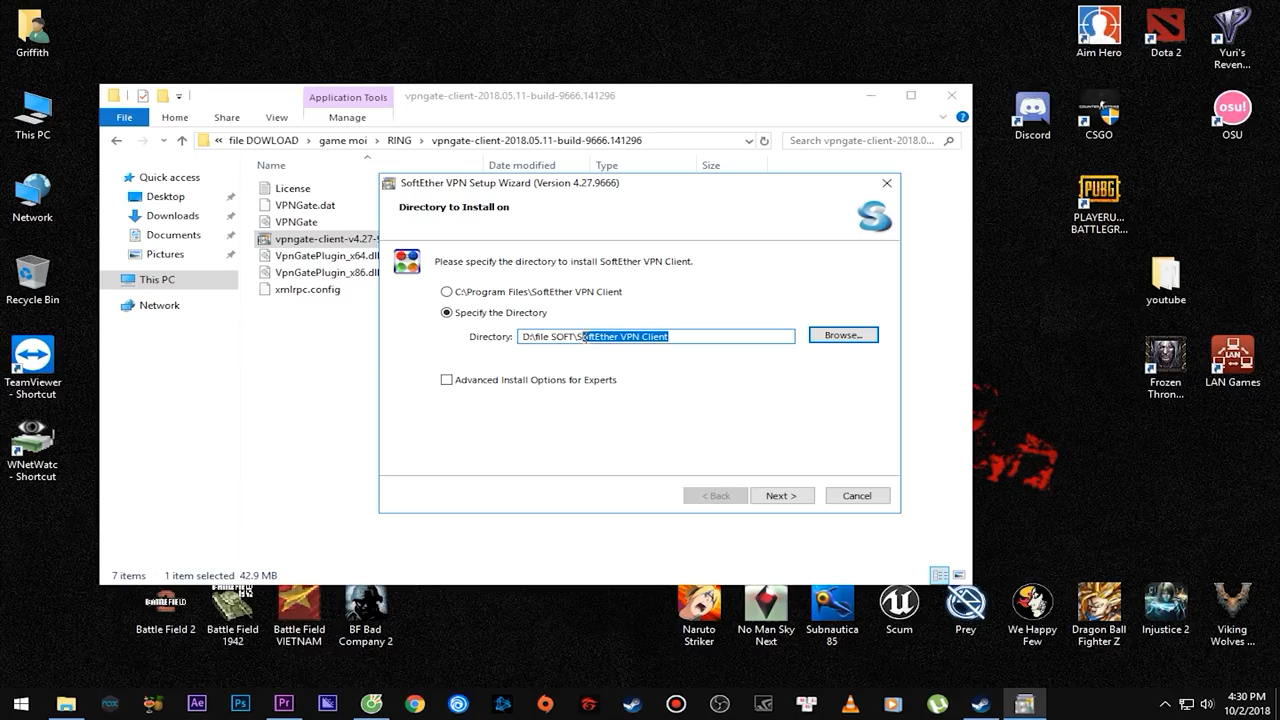 Griffith
This PC
Network
Recycle Bin
TeamViewer
- Shortcut
WNetWatc
- Shortcut
Aim Hero
Dota 2
Yuri's
Reven...
Discord
CSGO
OSU
osu!
COUNTER STRIKE
PUBG
PLAYERU...
BATTLEGR...
youtube
Frozen
Thron...
LAN
LAN Games
Application Tools
vpngate-client-2018.05.11-build-9666.141296
File
Home
Share
View
Manage
« file DOWLOAD > game moi > RING > vpngate-client-2018.05.11-build-9666.141296
Search vpngate-client-2018.0...
Name
Date modified
Type
Size
Quick access
Desktop
Downloads
Documents
Pictures
This PC
Network
License
VPNGate.dat
VPNGate
vpngate-client-v4.27-9
VpnGatePlugin_x64.dll
VpnGatePlugin_x86.dll
xmlrpc.config
SoftEther VPN Setup Wizard (Version 4.27.9666)
Directory to Install on
Please specify the directory to install SoftEther VPN Client.
C:\Program Files\SoftEther VPN Client
Specify the Directory
Directory:
D:\file SOFT\SoftEther VPN Client
Browse...
Advanced Install Options for Experts
< Back
Next >
Cancel
7 items
1 item selected 42.9 MB
Battle Field 2
Battle Field
1942
Battle Field
VIETNAM
BF Bad
Company 2
Naruto
Striker
No Man Sky
Next
Subnautica
85
Scum
Prey
We Happy
Few
Dragon Ball
Fighter Z
Injustice 2
Viking
Wolves ...
Ae
Ps
Pr
4:30 PM
10/2/2018